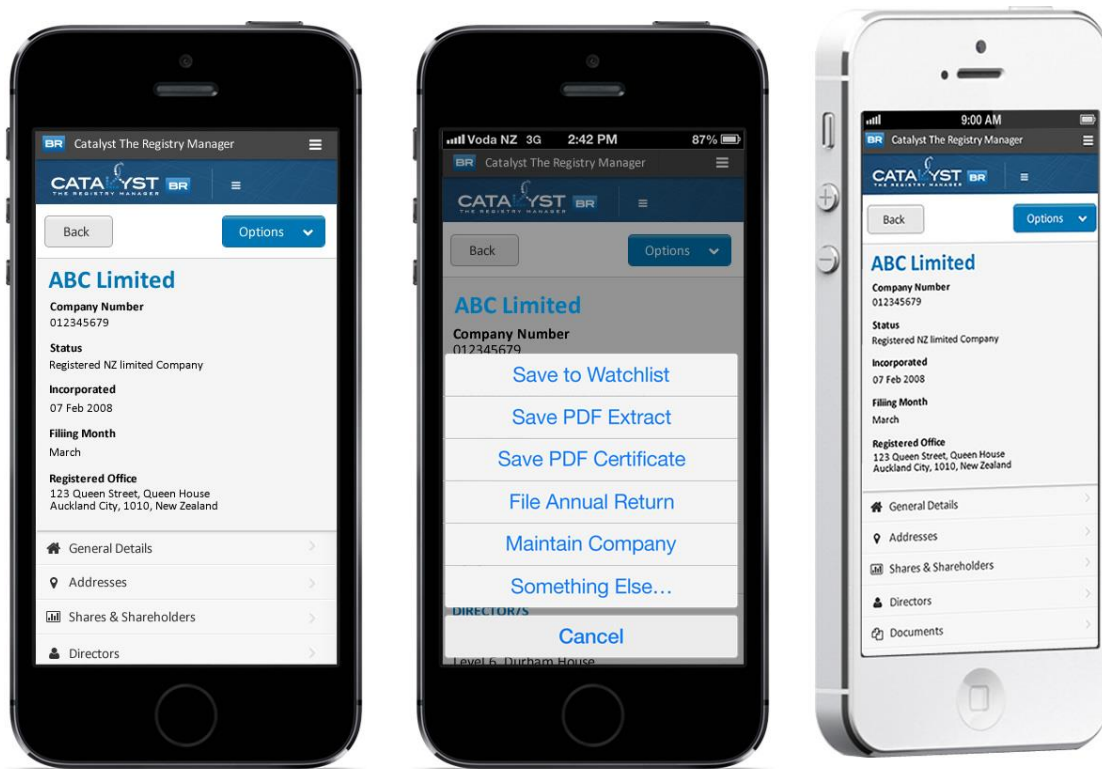 BR Catalyst The Registry Manager
CATALYST BR
THE REGISTRY MANAGER
Back Options
ABC Limited
Company Number
012345679
Status
Registered NZ limited Company
Incorporated
07 Feb 2008
Filiing Month
March
Registered Office
123 Queen Street, Queen House
Auckland City, 1010, New Zealand
General Details
Addresses
Shares & Shareholders
Directors
Voda NZ 3G 2:42 PM 87%
BR Catalyst The Registry Manager
CATALYST BR
THE REGISTRY MANAGER
Back Options
ABC Limited
Company Number
012345679
Save to Watchlist
Save PDF Extract
Save PDF Certificate
File Annual Return
Maintain Company
Something Else...
DIRECTOR/S
Cancel
Level 6, Durham House
9:00 AM
BR Catalyst The Registry Manager
CATALYST BR
THE REGISTRY MANAGER
Back Options
ABC Limited
Company Number
012345679
Status
Registered NZ limited Company
Incorporated
07 Feb 2008
Filiing Month
March
Registered Office
123 Queen Street, Queen House
Auckland City, 1010, New Zealand
General Details
Addresses
Shares & Shareholders
Directors
Documents